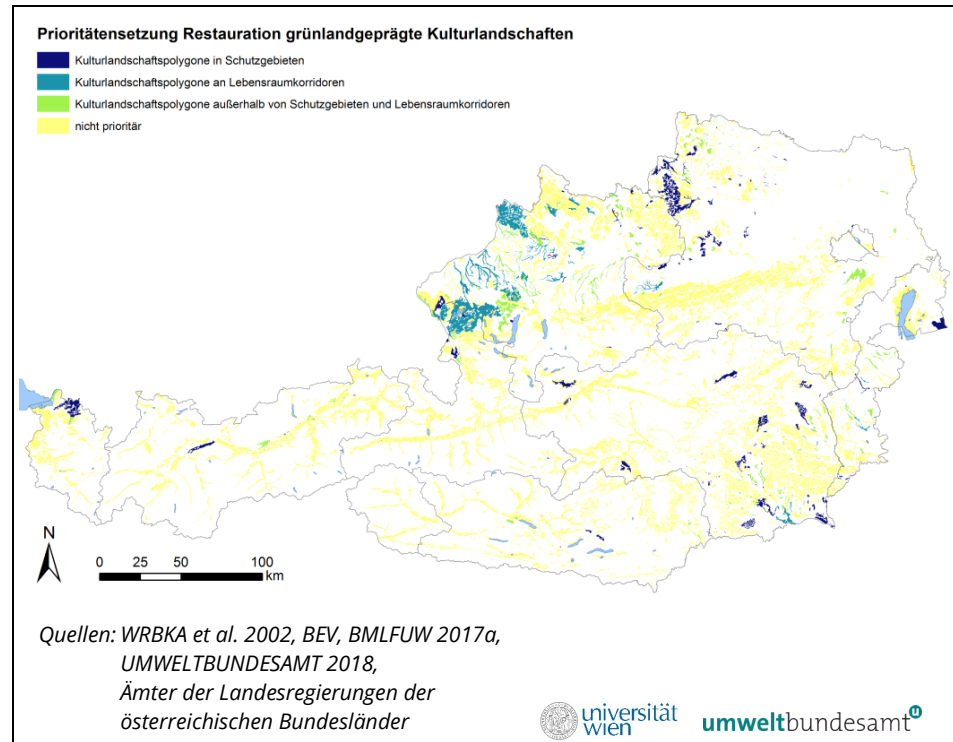 Prioritätensetzung Restauration grünlandgeprägte Kulturlandschaften
Kulturlandschaftspolygone in Schutzgebieten
Kulturlandschaftspolygone an Lebensraumkorridoren
Kulturlandschaftspolygone außerhalb von Schutzgebieten und Lebensraumkorridoren
nicht prioritär
N
0 25 50 100
km
Quellen: WRBKA et al. 2002, BEV, BMLFUW 2017a,
UMWELTBUNDESAMT 2018,
Ämter der Landesregierungen der
österreichischen Bundesländer
universität
wien
umweltbundesamt u